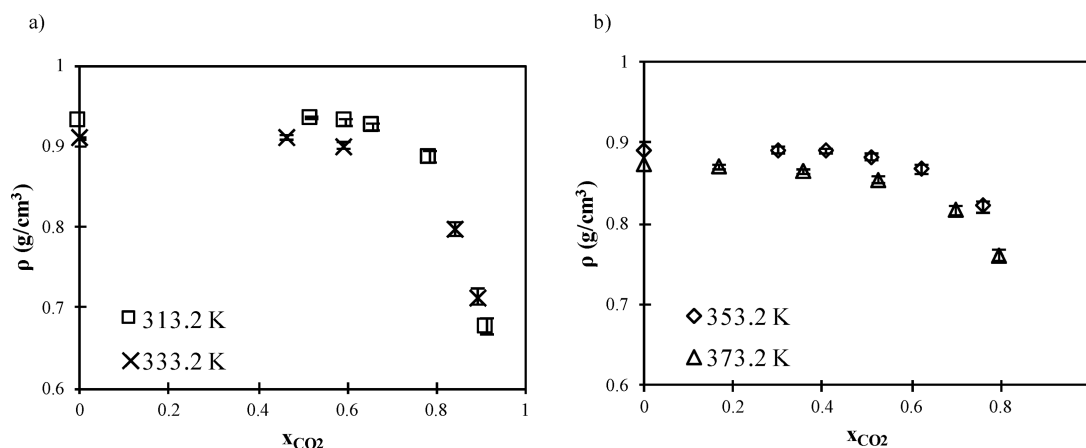 a)
1
0.9
0.8
0.7
0.6
ρ (g/cm³)
313.2 K
333.2 K
0 0.2 0.4 0.6 0.8 1
x_CO2
b)
1
0.9
0.8
0.7
0.6
ρ (g/cm³)
353.2 K
373.2 K
0 0.2 0.4 0.6 0.8
x_CO2